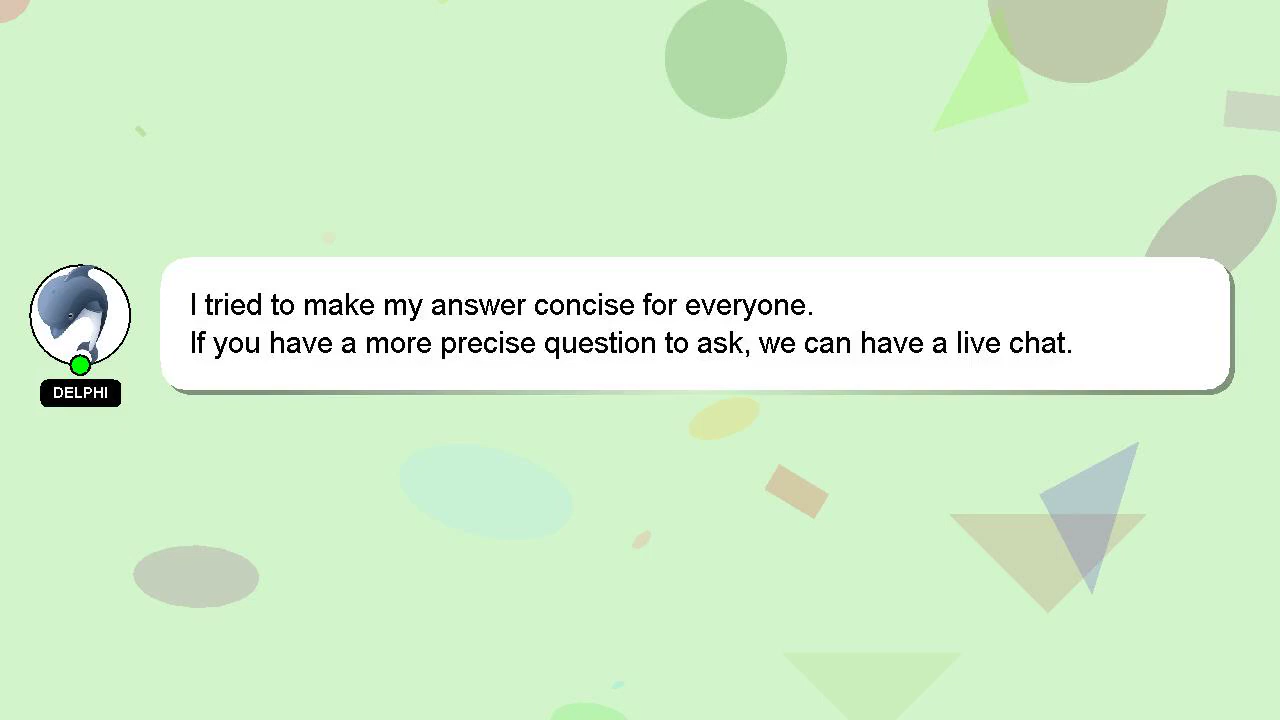 I tried to make my answer concise for everyone.
If you have a more precise question to ask, we can have a live chat.
DELPHI